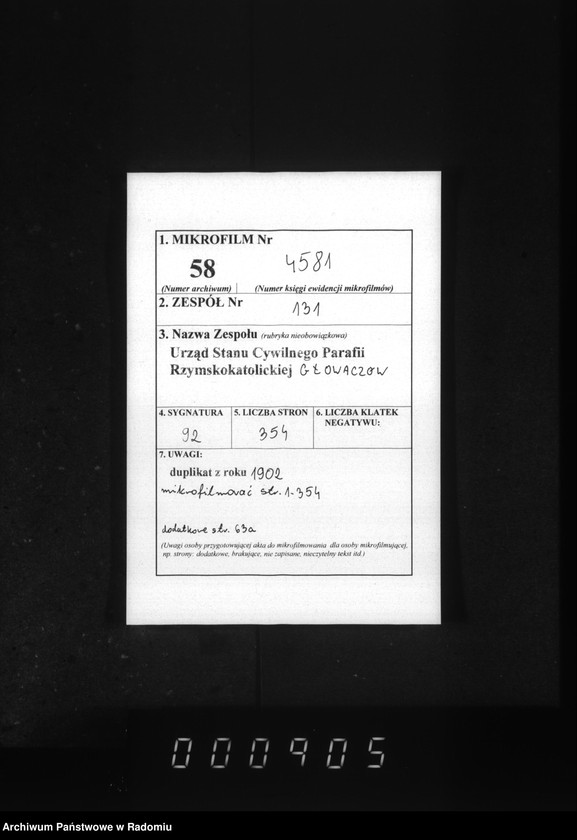 1. MIKROFILM Nr
58 4581
(Numer archiwum) (Numer księgi ewidencji mikrofilmów)
2. ZESPÓŁ Nr
131
3. Nazwa Zespołu (rubryka nieobowiązkowa)
Urząd Stanu Cywilnego Parafii
Rzymskokatolickiej GŁOWACZÓW
4. SYGNATURA 5. LICZBA STRON 6. LICZBA KLATEK
NEGATYWU:
92 354
7. UWAGI:
duplikat z roku 1902
mikrofilmować str. 1-354
dodatkowe str. 63a
(Uwagi osoby przygotowującej akta do mikrofilmowania dla osoby mikrofilmującej,
np. strony: dodatkowe, brakujące, nie zapisane, nieczytelny tekst itd.)
000905
Archiwum Państwowe w Radomiu